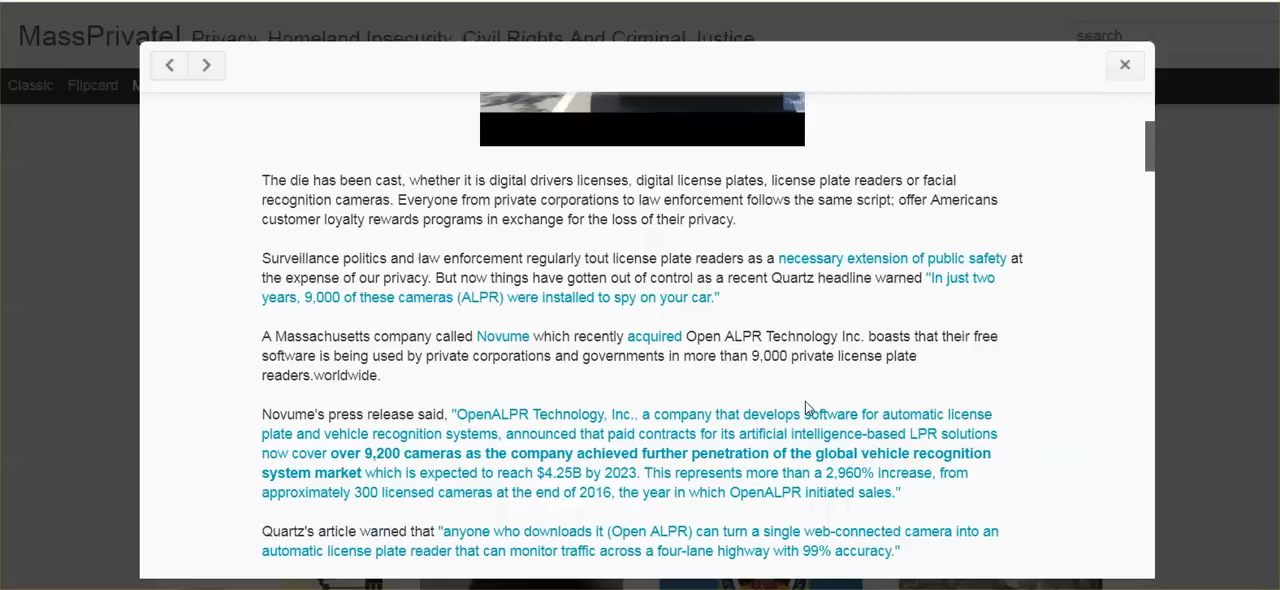 MassPrivateI Privacy, Homeland Insecurity, Civil Rights And Criminal Justice
search
Classic Flipcard
The die has been cast, whether it is digital drivers licenses, digital license plates, license plate readers or facial
recognition cameras. Everyone from private corporations to law enforcement follows the same script; offer Americans
customer loyalty rewards programs in exchange for the loss of their privacy.
Surveillance politics and law enforcement regularly tout license plate readers as a necessary extension of public safety at
the expense of our privacy. But now things have gotten out of control as a recent Quartz headline warned "In just two
years, 9,000 of these cameras (ALPR) were installed to spy on your car."
A Massachusetts company called Novume which recently acquired Open ALPR Technology Inc. boasts that their free
software is being used by private corporations and governments in more than 9,000 private license plate
readers.worldwide.
Novume's press release said, "OpenALPR Technology, Inc., a company that develops software for automatic license
plate and vehicle recognition systems, announced that paid contracts for its artificial intelligence-based LPR solutions
now cover over 9,200 cameras as the company achieved further penetration of the global vehicle recognition
system market which is expected to reach $4.25B by 2023. This represents more than a 2,960% increase, from
approximately 300 licensed cameras at the end of 2016, the year in which OpenALPR initiated sales."
Quartz's article warned that "anyone who downloads it (Open ALPR) can turn a single web-connected camera into an
automatic license plate reader that can monitor traffic across a four-lane highway with 99% accuracy."